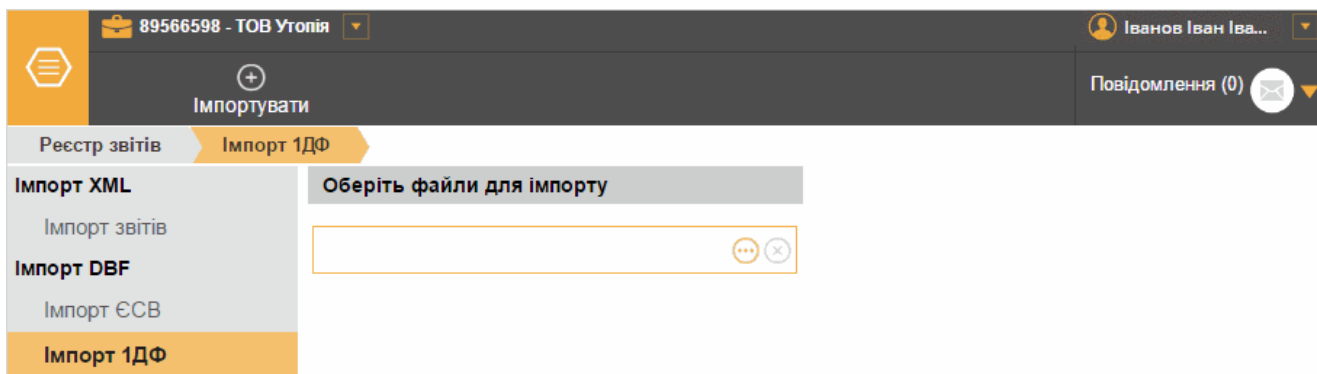 89566598 - ТОВ Утопія
Іванов Іван Іва...
Імпортувати
Повідомлення (0)
Реєстр звітів
Імпорт 1ДФ
Імпорт XML
Оберіть файли для імпорту
Імпорт звітів
Імпорт DBF
Імпорт ЄСВ
Імпорт 1ДФ